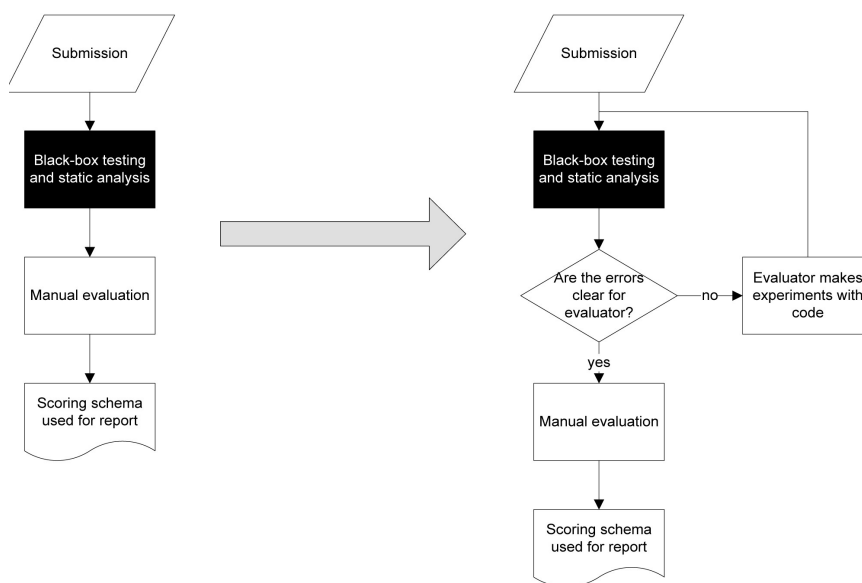 Submission
Black-box testing
and static analysis
Manual evaluation
Scoring schema
used for report
Submission
Black-box testing
and static analysis
Are the errors
clear for
evaluator?
no
Evaluator makes
experiments with
code
yes
Manual evaluation
Scoring schema
used for report